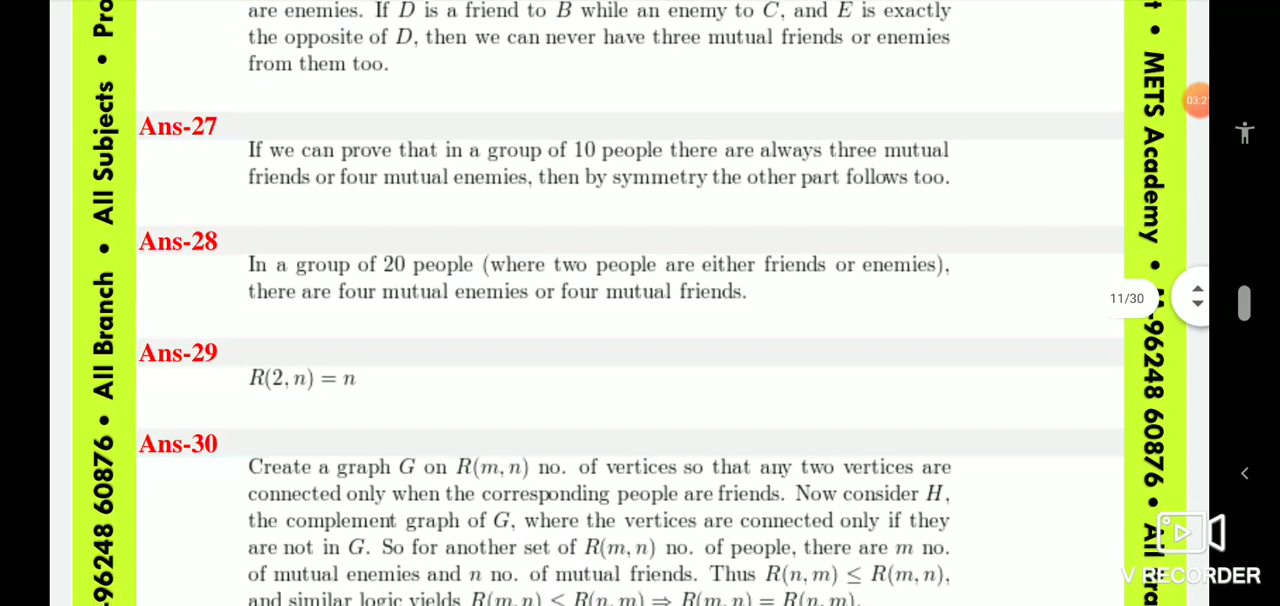 are enemies. If D is a friend to B while an enemy to C, and E is exactly
the opposite of D, then we can never have three mutual friends or enemies
from them too.
Ans-27
If we can prove that in a group of 10 people there are always three mutual
friends or four mutual enemies, then by symmetry the other part follows too.
Ans-28
In a group of 20 people (where two people are either friends or enemies),
there are four mutual enemies or four mutual friends.
Ans-29
R(2, n) = n
Ans-30
Create a graph G on R(m, n) no. of vertices so that any two vertices are
connected only when the corresponding people are friends. Now consider H,
the complement graph of G, where the vertices are connected only if they
are not in G. So for another set of R(m, n) no. of people, there are m no.
of mutual enemies and n no. of mutual friends. Thus R(n, m) ≤ R(m, n),
and similar logic yields R(m, n) ≤ R(n, m) ⇒ R(m, n) = R(n, m).
-96248 60876 • All Branch • All Subjects • Pro
• METS Academy •
-96248 60876 • All
11/30
V RECORDER